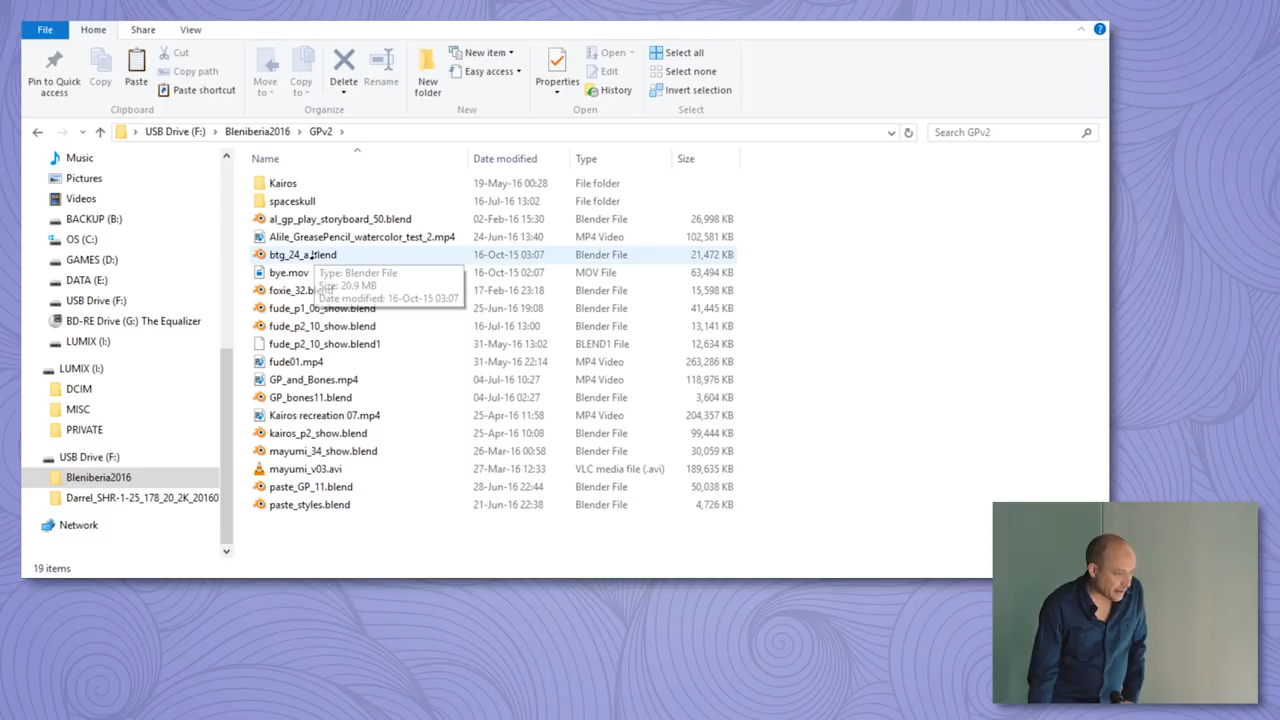 File Home Share View
Pin to Quick access
Copy
Paste
Cut
Copy path
Paste shortcut
Clipboard
Move to
Copy to
Delete
Rename
Organize
New folder
New item
Easy access
New
Properties
Open
Edit
History
Open
Select all
Select none
Invert selection
Select
USB Drive (F:) Bleniberia2016 GPv2
Search GPv2
Music
Pictures
Videos
BACKUP (B:)
OS (C:)
GAMES (D:)
DATA (E:)
USB Drive (F:)
BD-RE Drive (G:) The Equalizer
LUMIX (I:)
LUMIX (I:)
DCIM
MISC
PRIVATE
USB Drive (F:)
Bleniberia2016
Darrel_SHR-1-25_178_20_2K_20160
Network
Name Date modified Type Size
Kairos 19-May-16 00:28 File folder
spaceskull 16-Jul-16 13:02 File folder
al_gp_play_storyboard_50.blend 02-Feb-16 15:30 Blender File 26,998 KB
Alile_GreasePencil_watercolor_test_2.mp4 24-Jun-16 13:40 MP4 Video 102,581 KB
btg_24_a.blend 16-Oct-15 03:07 Blender File 21,472 KB
bye.mov 16-Oct-15 02:07 MOV File 63,494 KB
Type: Blender File
Size: 20.9 MB
Date modified: 16-Oct-15 03:07
foxie_32.blend 17-Feb-16 23:18 Blender File 15,598 KB
fude_p1_06_show.blend 25-Jun-16 19:08 Blender File 41,445 KB
fude_p2_10_show.blend 16-Jul-16 13:00 Blender File 13,141 KB
fude_p2_10_show.blend1 31-May-16 13:02 BLEND1 File 12,634 KB
fude01.mp4 31-May-16 22:14 MP4 Video 263,286 KB
GP_and_Bones.mp4 04-Jul-16 10:27 MP4 Video 118,976 KB
GP_bones11.blend 04-Jul-16 02:27 Blender File 3,604 KB
Kairos recreation 07.mp4 25-Apr-16 11:58 MP4 Video 204,357 KB
kairos_p2_show.blend 25-Apr-16 10:08 Blender File 99,444 KB
mayumi_34_show.blend 26-Mar-16 00:58 Blender File 30,059 KB
mayumi_v03.avi 27-Mar-16 12:33 VLC media file (.avi) 189,635 KB
paste_GP_11.blend 28-Jun-16 22:44 Blender File 50,038 KB
paste_styles.blend 21-Jun-16 22:38 Blender File 4,726 KB
19 items